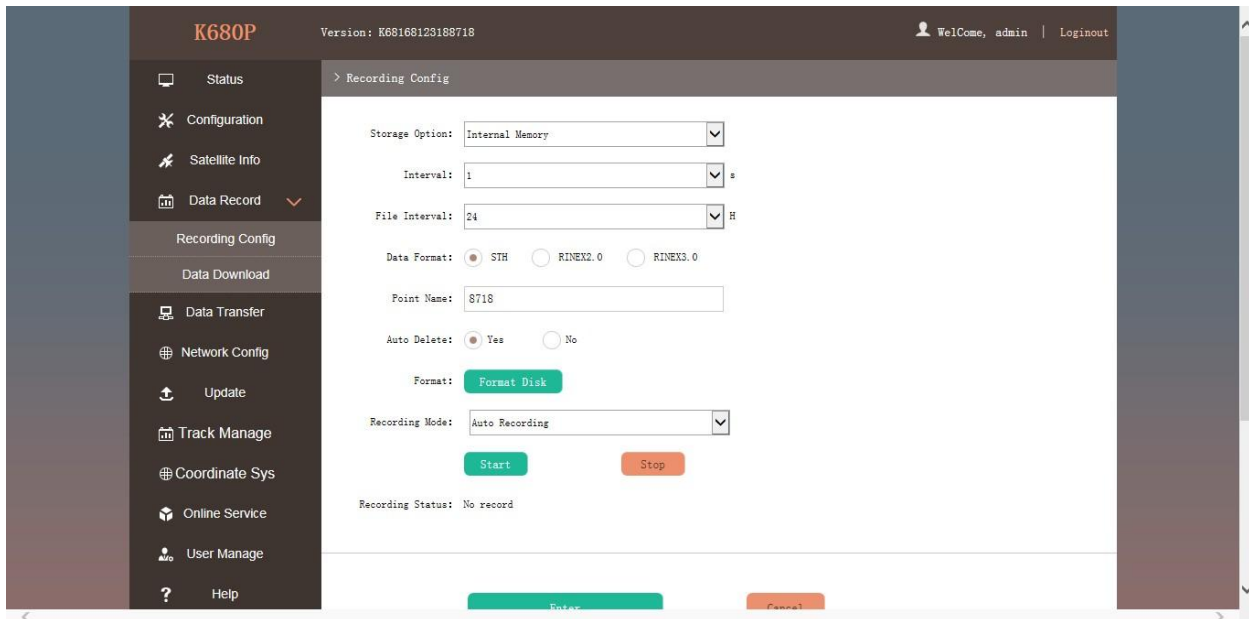 K680P
Version: K68168123188718
WelCome, admin | Loginout
Status
Configuration
Satellite Info
Data Record
Recording Config
Data Download
Data Transfer
Network Config
Update
Track Manage
Coordinate Sys
Online Service
User Manage
Help
> Recording Config
Storage Option: Internal Memory
Interval: 1 s
File Interval: 24 H
Data Format: STH RINEX2.0 RINEX3.0
Point Name: 8718
Auto Delete: Yes No
Format: Format Disk
Recording Mode: Auto Recording
Start Stop
Recording Status: No record
Enter Cancel